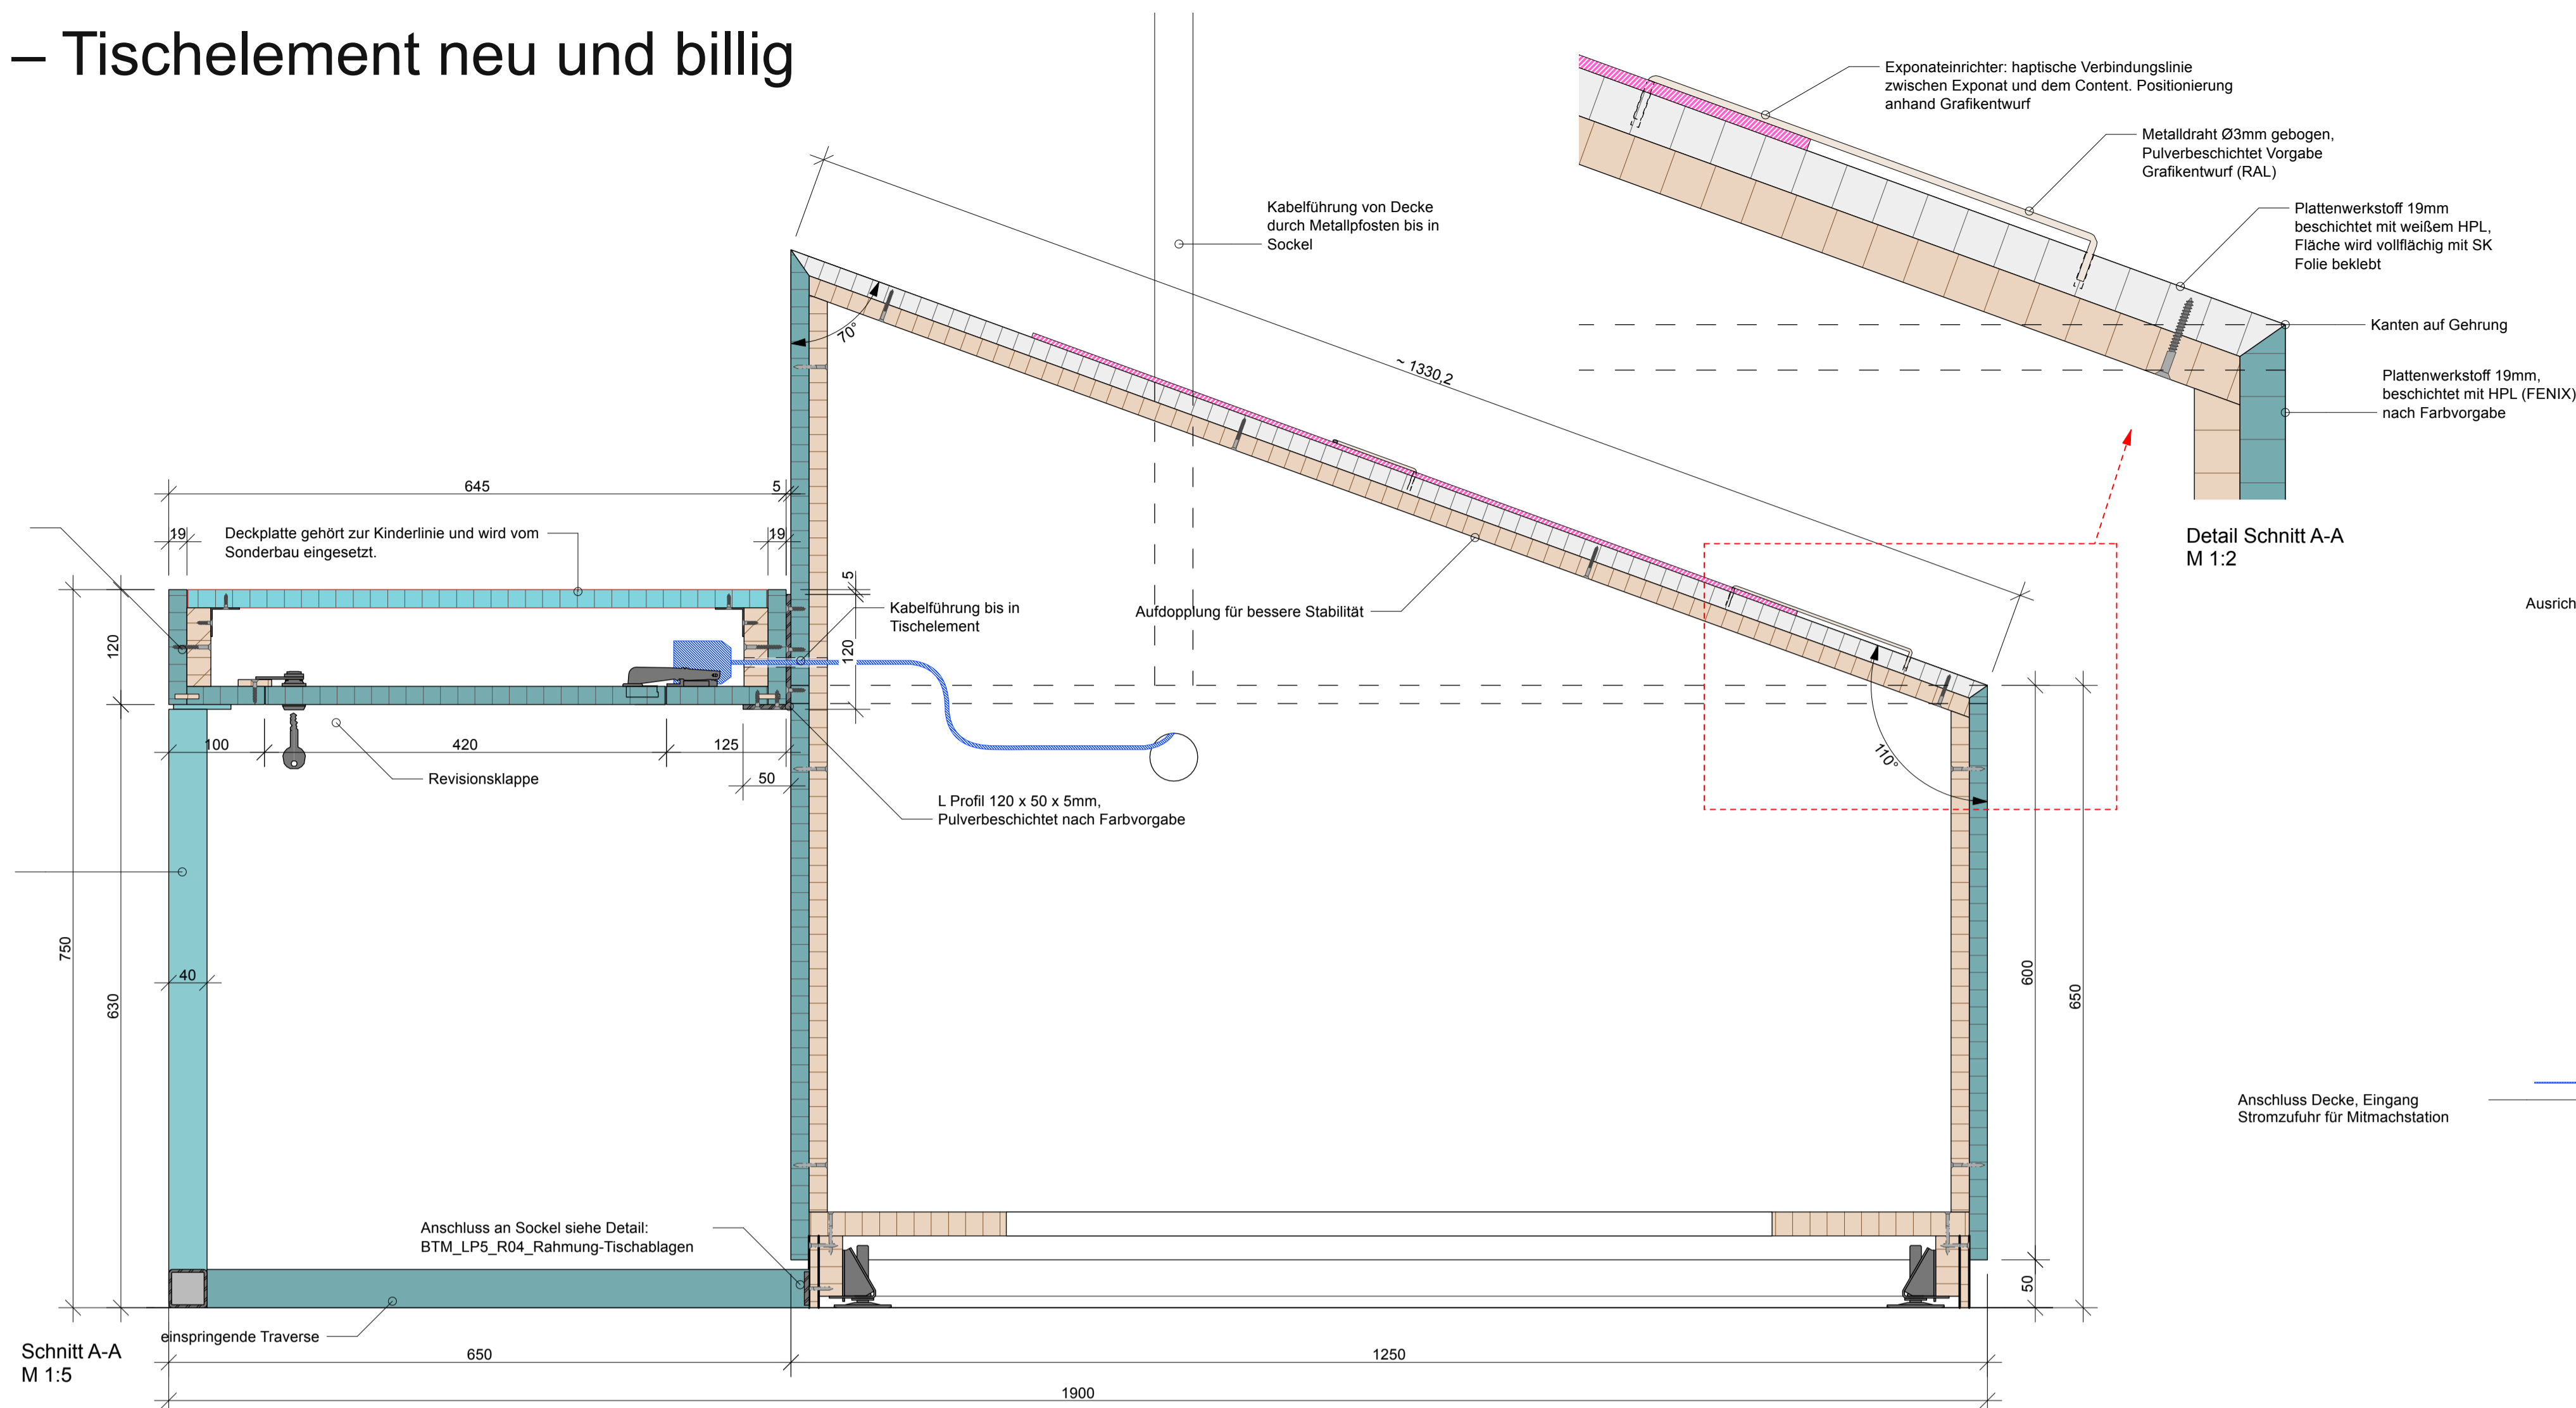 – Tischelement neu und billig
Exponateinrichter: haptische Verbindungslinie
zwischen Exponat und dem Content. Positionierung
anhand Grafikentwurf
Metalldraht Ø3mm gebogen,
Pulverbeschichtet Vorgabe
Grafikentwurf (RAL)
Plattenwerkstoff 19mm
beschichtet mit weißem HPL,
Fläche wird vollflächig mit SK
Folie beklebt
Kanten auf Gehrung
Plattenwerkstoff 19mm,
beschichtet mit HPL (FENIX)
nach Farbvorgabe
Detail Schnitt A-A
M 1:2
Ausrich
Kabelführung von Decke
durch Metallpfosten bis in
Sockel
~ 1330,2
70°
645
5
19
19
Deckplatte gehört zur Kinderlinie und wird vom
Sonderbau eingesetzt.
5
120
120
Kabelführung bis in
Tischelement
Aufdopplung für bessere Stabilität
100
420
125
50
Revisionsklappe
L Profil 120 x 50 x 5mm,
Pulverbeschichtet nach Farbvorgabe
110°
750
630
40
600
650
50
Anschluss Decke, Eingang
Stromzufuhr für Mitmachstation
Anschluss an Sockel siehe Detail:
BTM_LP5_R04_Rahmung-Tischablagen
einspringende Traverse
Schnitt A-A
M 1:5
650
1250
1900